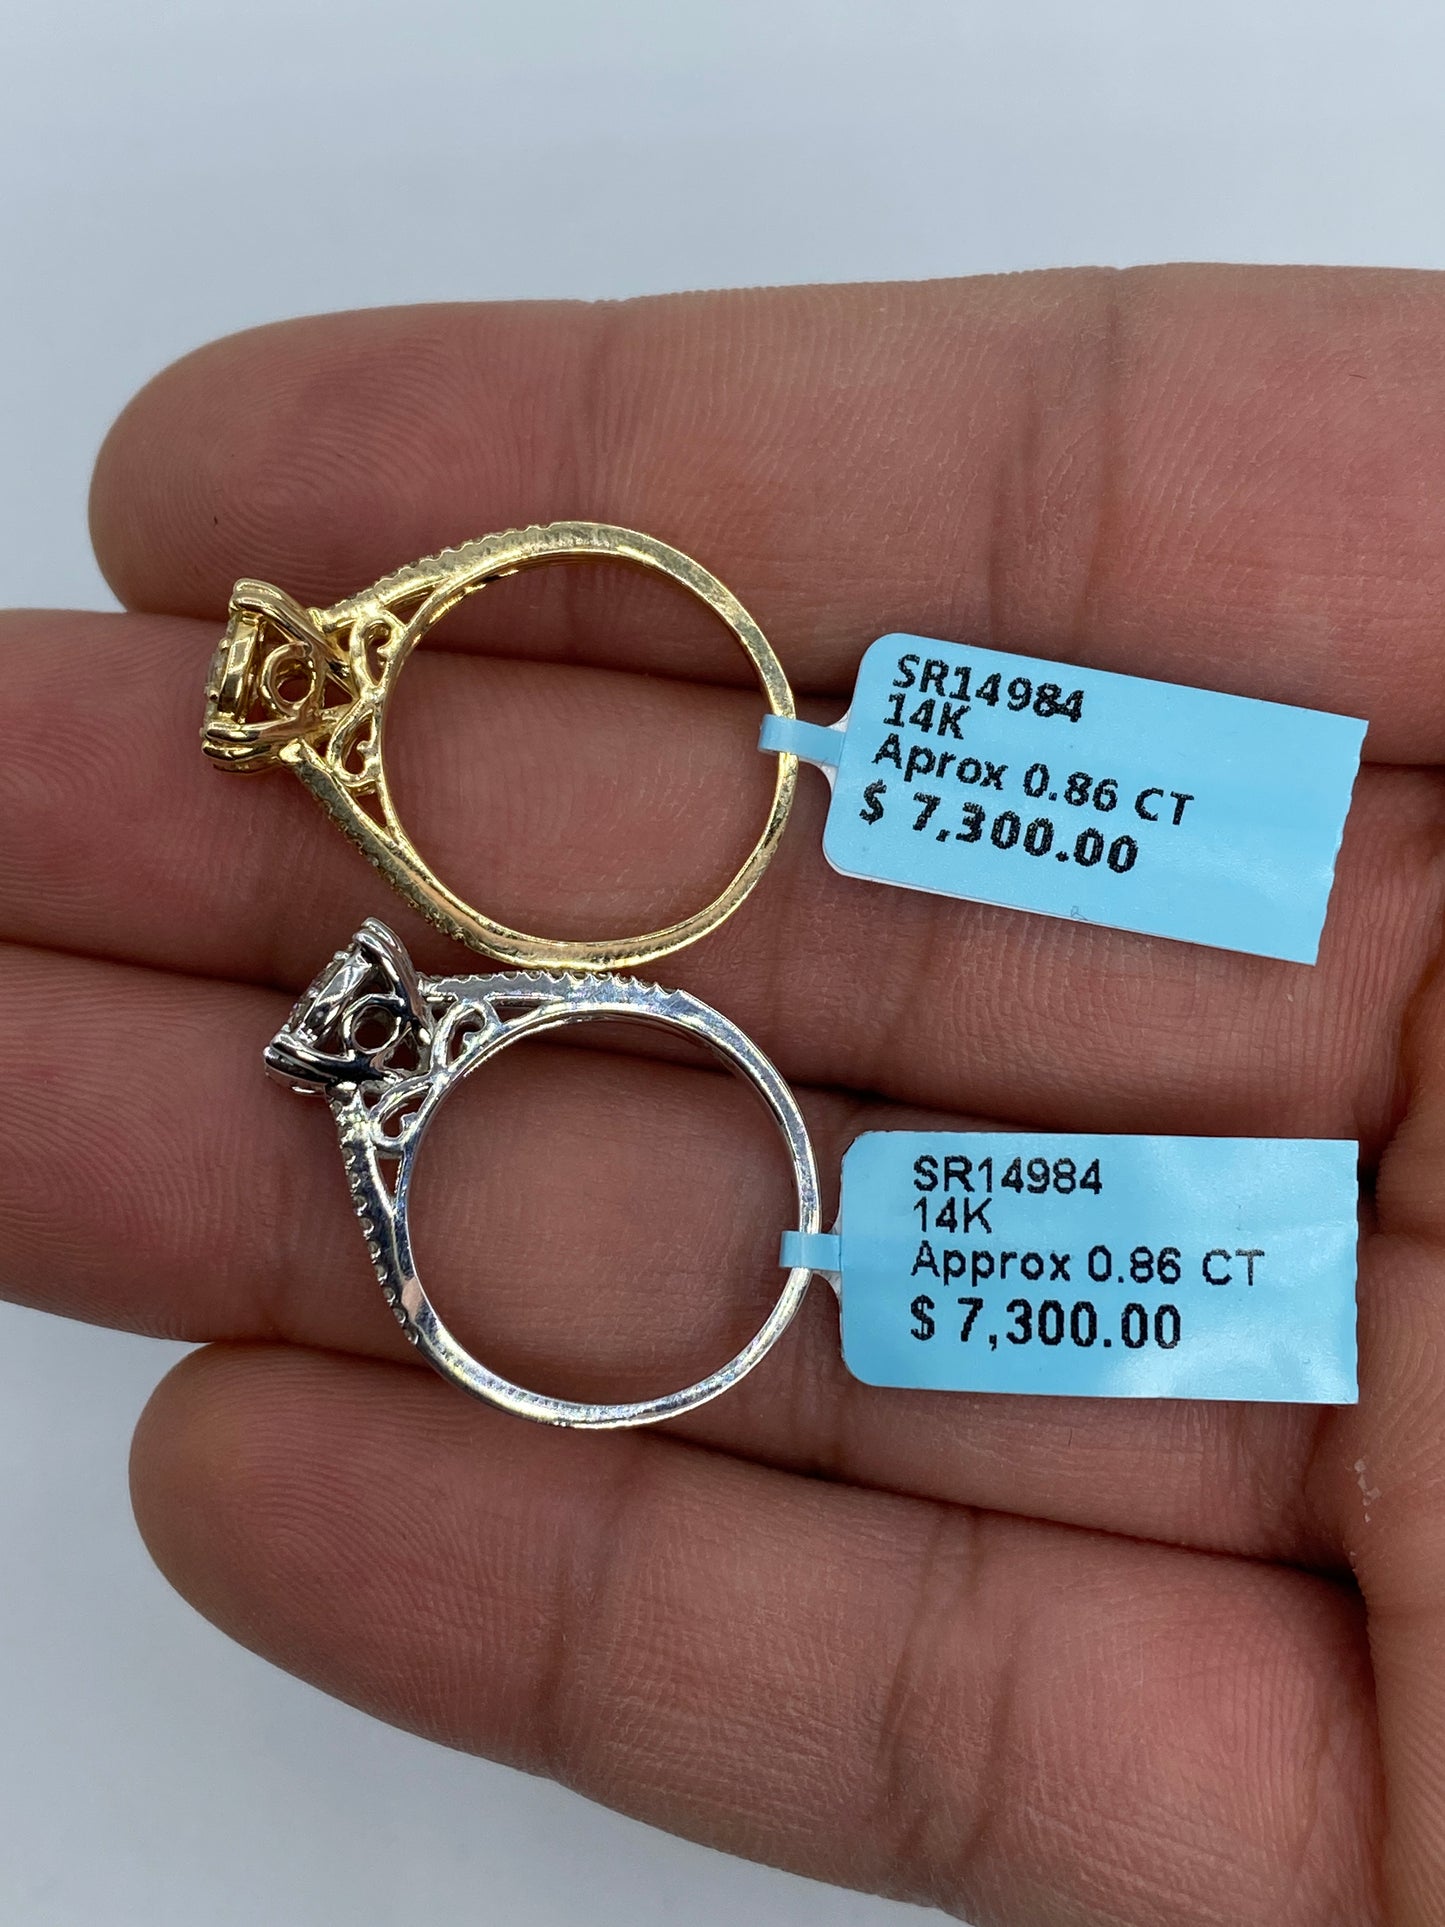 SR14984
14K
Aprox 0.86 CT
$ 7,300.00
SR14984
14K
Approx 0.86 CT
$ 7,300.00